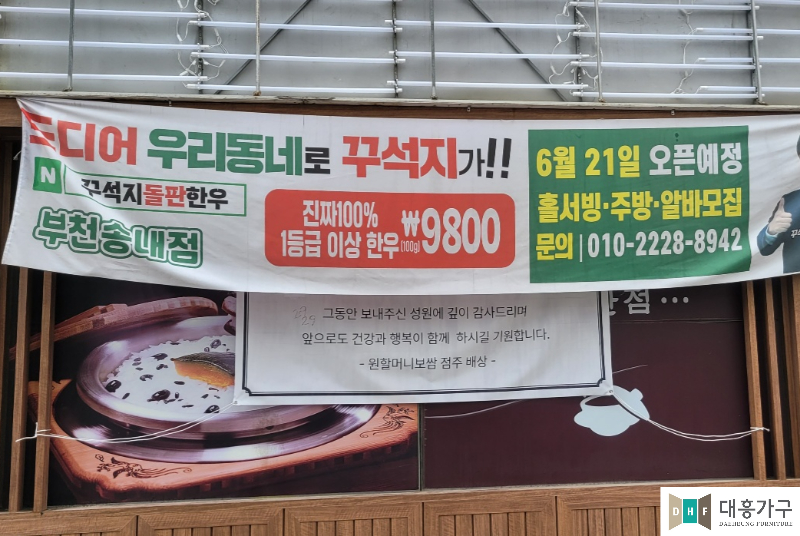 드디어 우리동네로 꾸석지가!!
N 꾸석지돌판한우
부천송내점
진짜100%
1등급 이상 한우(100g) ₩9800
6월 21일 오픈예정
홀서빙·주방·알바모집
문의 | 010-2228-8942
그동안 보내주신 성원에 깊이 감사드리며
앞으로도 건강과 행복이 함께 하시길 기원합니다.
- 원할머니보쌈 점주 배상 -
점...
DHF 대흥가구
DAEHEUNG FURNITURE